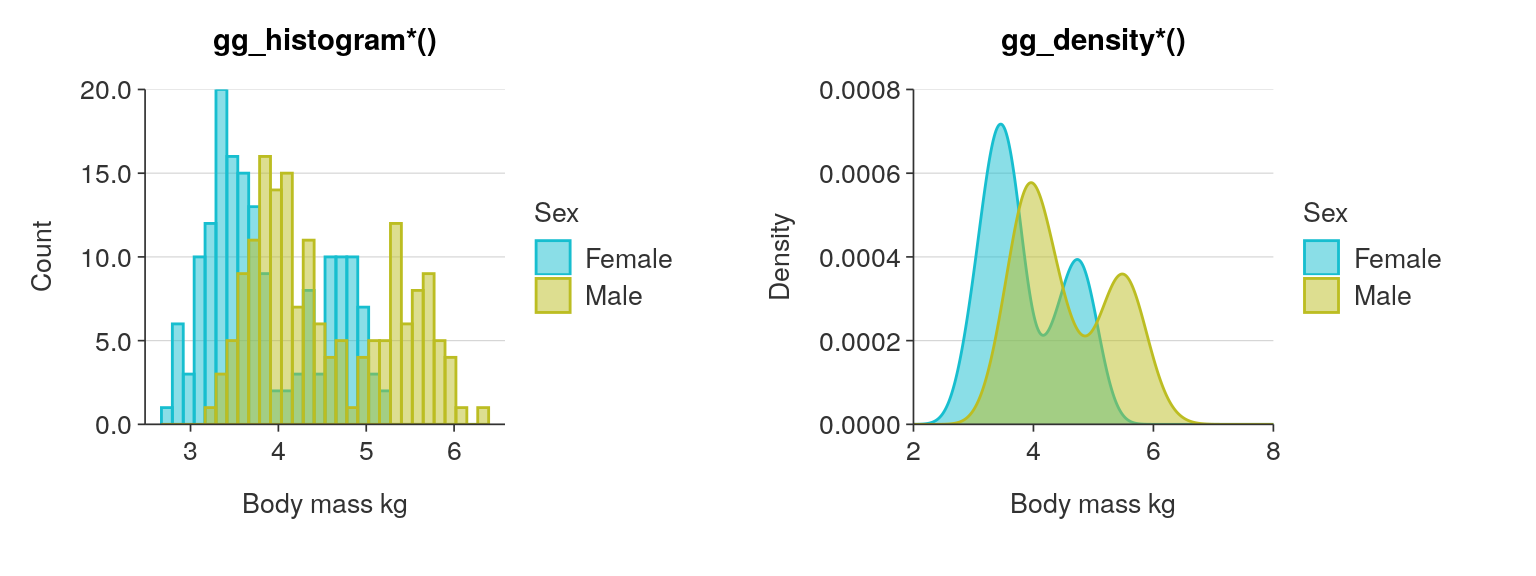 gg_histogram*()
20.0
15.0
10.0
5.0
0.0
Count
3 4 5 6
Body mass kg
Sex
Female
Male
gg_density*()
0.0008
0.0006
0.0004
0.0002
0.0000
Density
2 4 6 8
Body mass kg
Sex
Female
Male